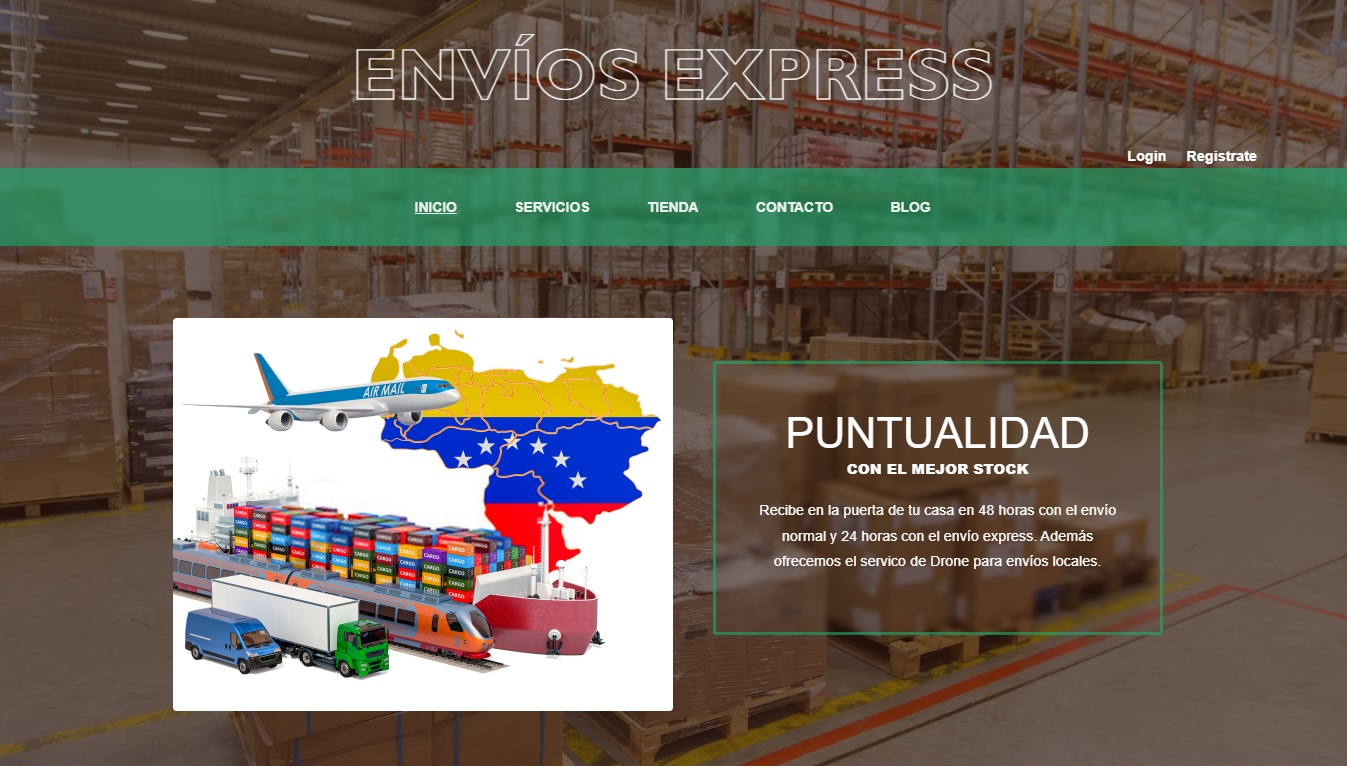 ENVÍOS EXPRESS
Login Registrate
INICIO SERVICIOS TIENDA CONTACTO BLOG
E D
AIR MAIL
PUNTUALIDAD
CON EL MEJOR STOCK
Recibe en la puerta de tu casa en 48 horas con el envío
normal y 24 horas con el envío express. Además
ofrecemos el servico de Drone para envíos locales.
CARGO